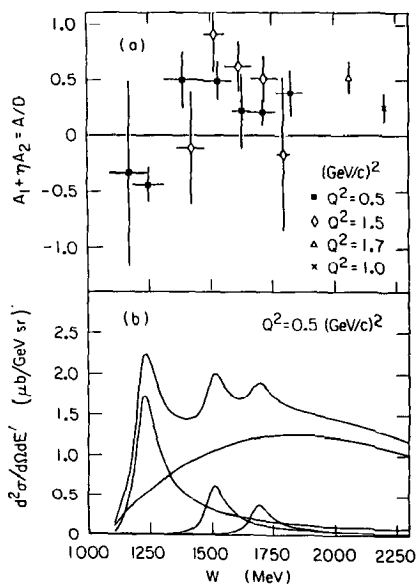 1.0
(a)
0.5
0
-0.5
-1.0
A₁ + ηA₂ = A/D
(GeV/c)²
Q² = 0.5
Q² = 1.5
Q² = 1.7
Q² = 1.0
(b)
Q² = 0.5 (GeV/c)²
2.5
2.0
1.5
1.0
0.5
0
d²σ/dΩdE′ (μb/GeV sr)
1000 1250 1500 1750 2000 2250
W (MeV)